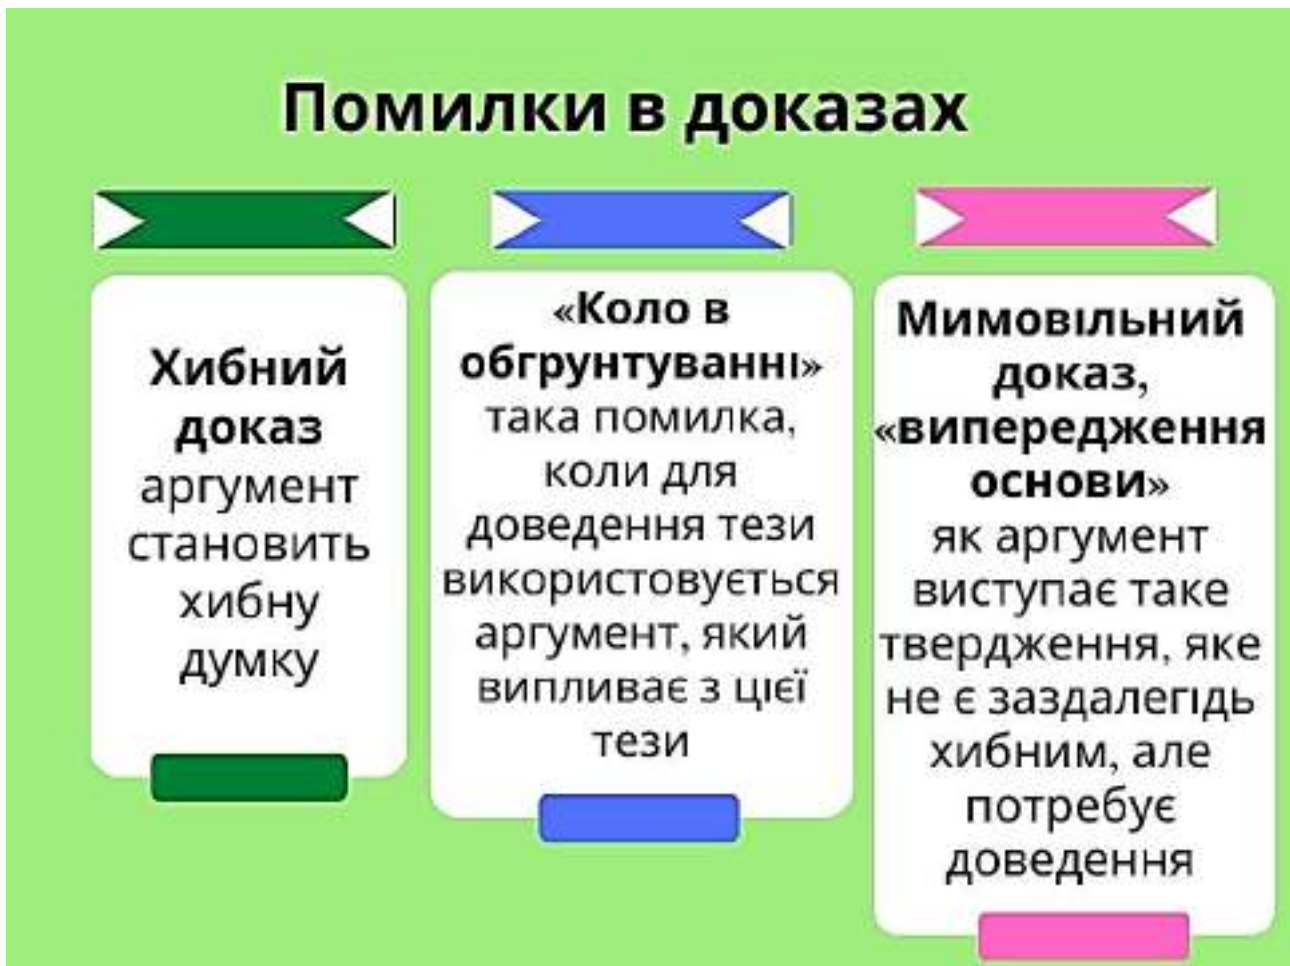 Помилки в доказах
Хибний
доказ
аргумент
становить
хибну
думку
«Коло в
обгрунтуванні»
така помилка,
коли для
доведення тези
використовується
аргумент, який
випливає з цієї
тези
Мимовільний
доказ,
«випередження
основи»
як аргумент
виступає таке
твердження, яке
не є заздалегідь
хибним, але
потребує
доведення